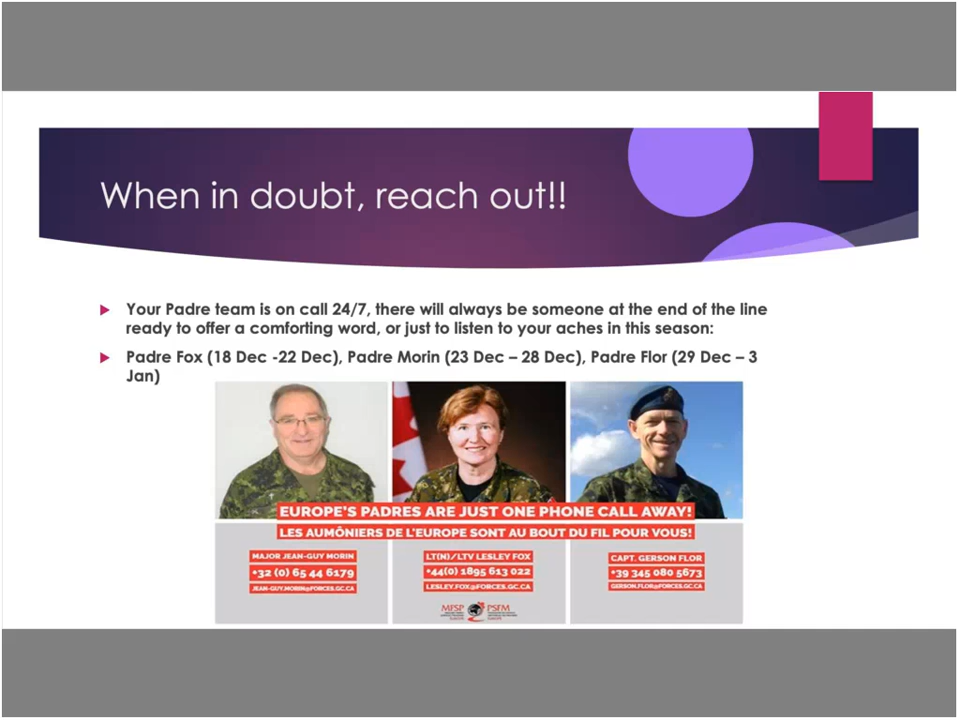 When in doubt, reach out!!
Your Padre team is on call 24/7, there will always be someone at the end of the line
ready to offer a comforting word, or just to listen to your aches in this season:
Padre Fox (18 Dec -22 Dec), Padre Morin (23 Dec – 28 Dec), Padre Flor (29 Dec – 3
Jan)
EUROPE'S PADRES ARE JUST ONE PHONE CALL AWAY!
LES AUMÔNIERS DE L'EUROPE SONT AU BOUT DU FIL POUR VOUS!
MAJOR JEAN-GUY MORIN
+32 (0) 65 44 6179
JEAN-GUY.MORIN@FORCES.GC.CA
LT(N)/LTV LESLEY FOX
+44(0) 1895 613 022
LESLEY.FOX@FORCES.GC.CA
CAPT. GERSON FLOR
+39 345 080 5673
GERSON.FLOR@FORCES.GC.CA
MFSP PSFM